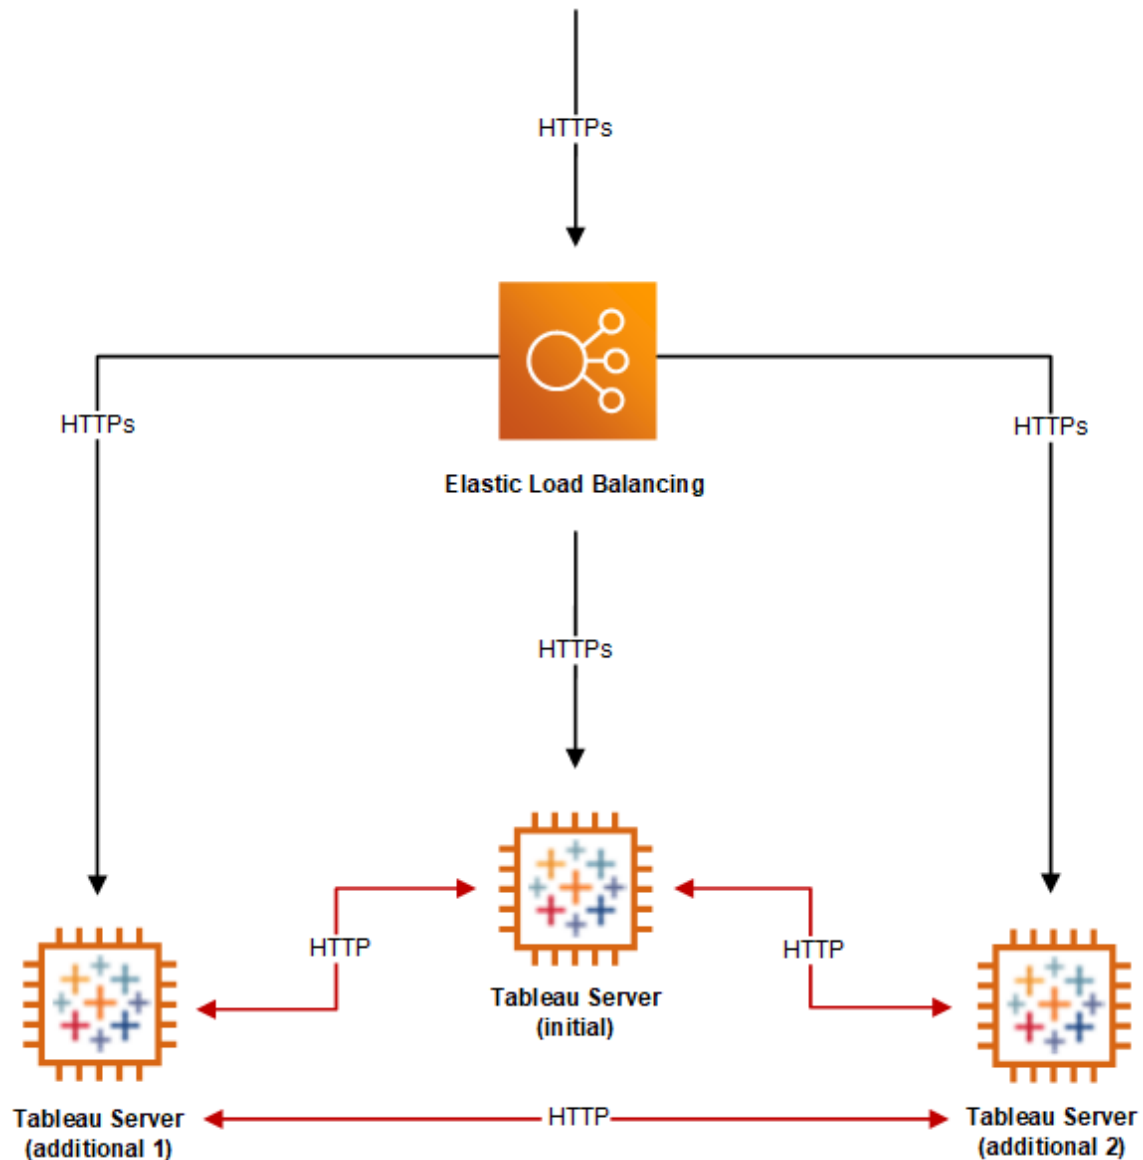 HTTPs
HTTPs
HTTPs
Elastic Load Balancing
HTTPs
HTTP
HTTP
Tableau Server
(initial)
Tableau Server
(additional 1)
HTTP
Tableau Server
(additional 2)